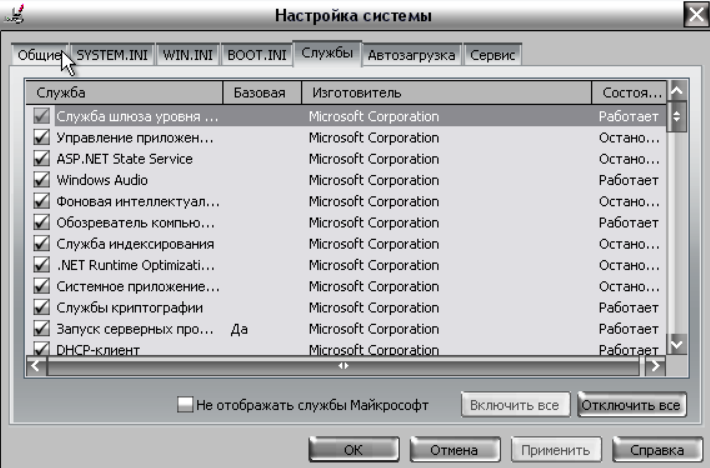 Настройка системы
Общие SYSTEM.INI WIN.INI BOOT.INI Службы Автозагрузка Сервис
Служба Базовая Изготовитель Состоя...
Служба шлюза уровня ... Microsoft Corporation Работает
Управление приложен... Microsoft Corporation Остано...
ASP.NET State Service Microsoft Corporation Остано...
Windows Audio Microsoft Corporation Работает
Фоновая интеллектуал... Microsoft Corporation Остано...
Обозреватель компью... Microsoft Corporation Работает
Служба индексирования Microsoft Corporation Остано...
.NET Runtime Optimizati... Microsoft Corporation Остано...
Системное приложение... Microsoft Corporation Остано...
Службы криптографии Microsoft Corporation Работает
Запуск серверных про... Да Microsoft Corporation Работает
DHCP-клиент Microsoft Corporation Работает
Не отображать службы Майкрософт Включить все Отключить все
ОК Отмена Применить Справка